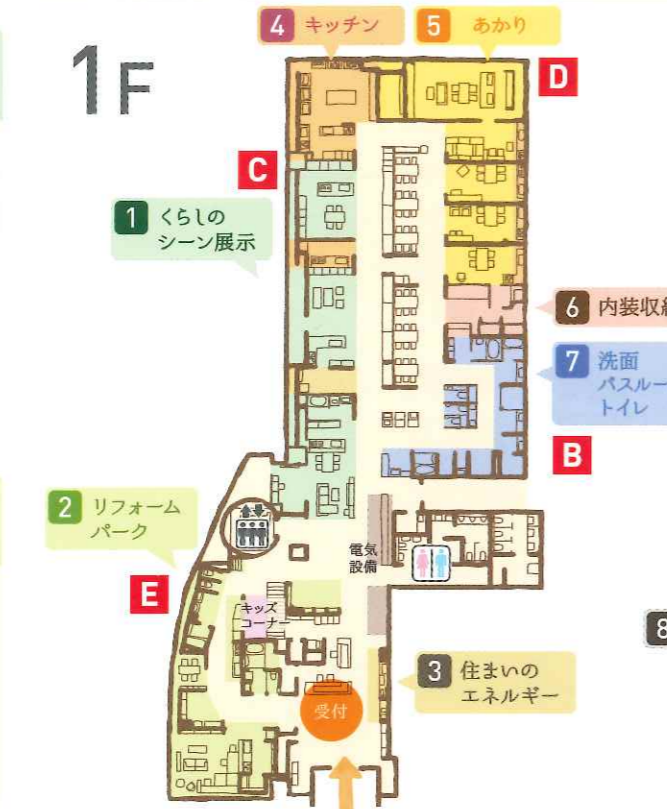 1F
4 キッチン
5 あかり
D
C
1 くらしの
シーン展示
6 内装収
7 洗面
バスルー
トイレ
B
2 リフォーム
パーク
E
電気
設備
キッズ
コーナー
3 住まいの
エネルギー
8
受付